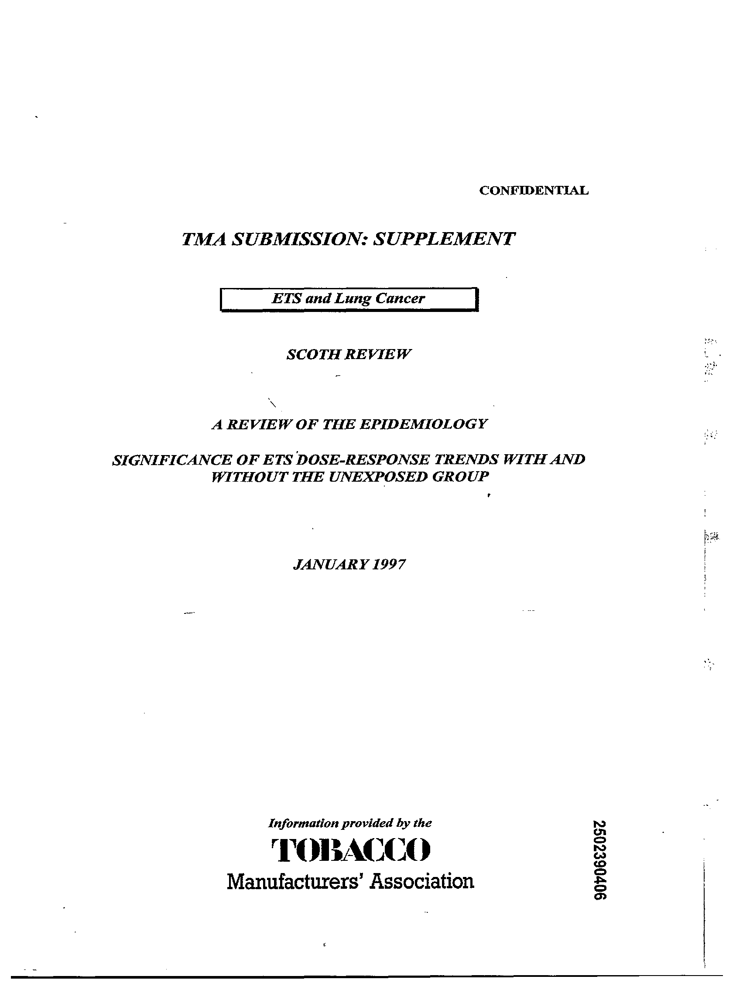 CONFIDENTIAL
TMA SUBMISSION: SUPPLEMENT
ETS and Lung Cancer
SCOTH REVIEW
A REVIEW OF THE EPIDEMIOLOGY
SIGNIFICANCE OF ETS DOSE-RESPONSE TRENDS WITH AND
WITHOUT THE UNEXPOSED GROUP
JANUARY 1997
Information provided by the
TOBACCO
Manufacturers' Association
2502390406